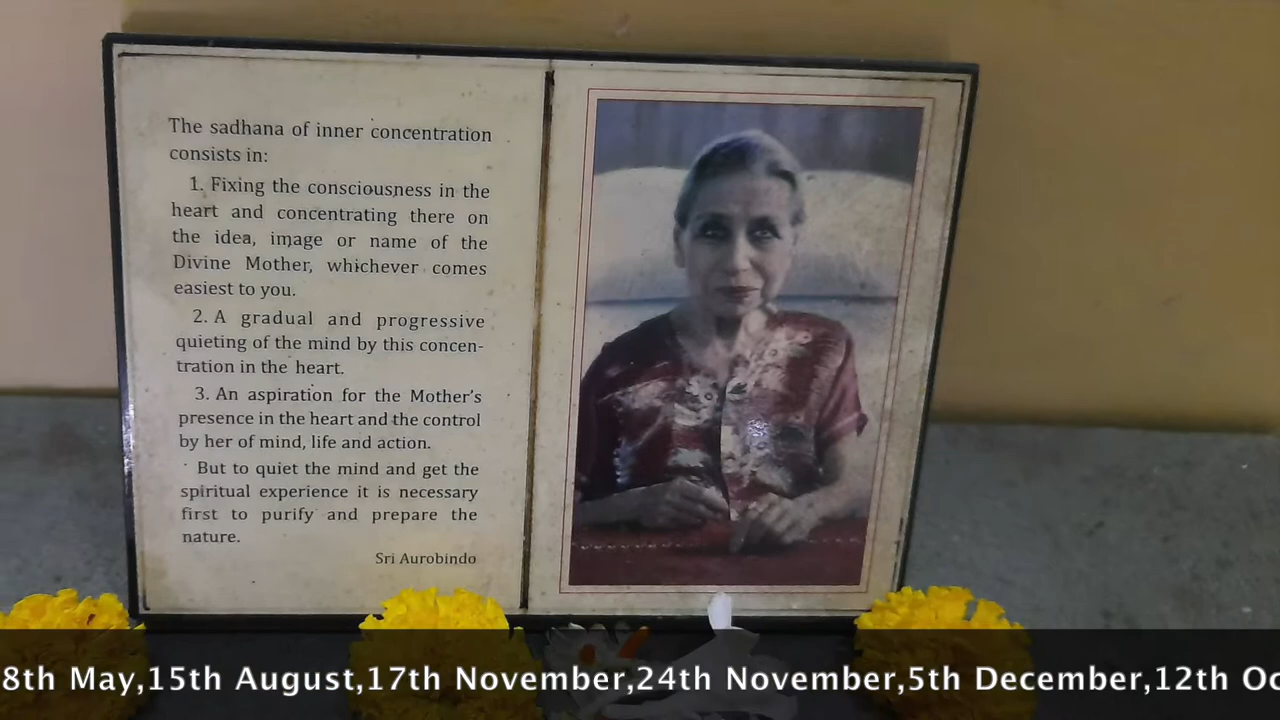 The sadhana of inner concentration
consists in:
1. Fixing the consciousness in the
heart and concentrating there on
the idea, image or name of the
Divine Mother, whichever comes
easiest to you.
2. A gradual and progressive
quieting of the mind by this concen-
tration in the heart.
3. An aspiration for the Mother's
presence in the heart and the control
by her of mind, life and action.
But to quiet the mind and get the
spiritual experience it is necessary
first to purify and prepare the
nature.
Sri Aurobindo
8th May,15th August,17th November,24th November,5th December,12th Oc